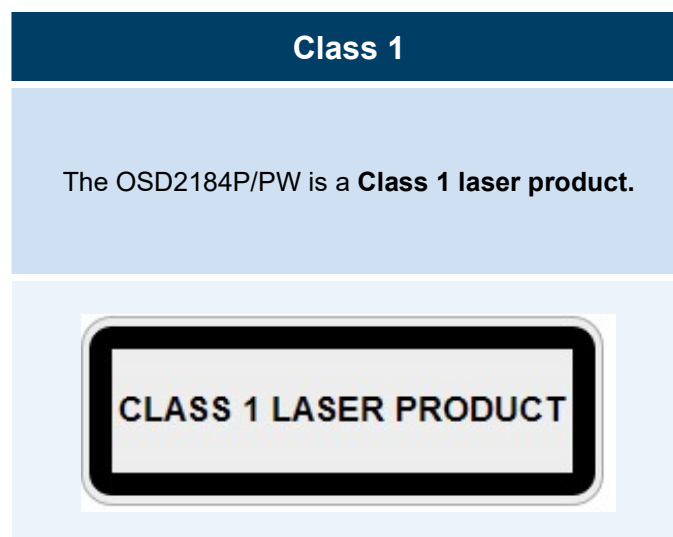 Class 1
The OSD2184P/PW is a Class 1 laser product.
CLASS 1 LASER PRODUCT